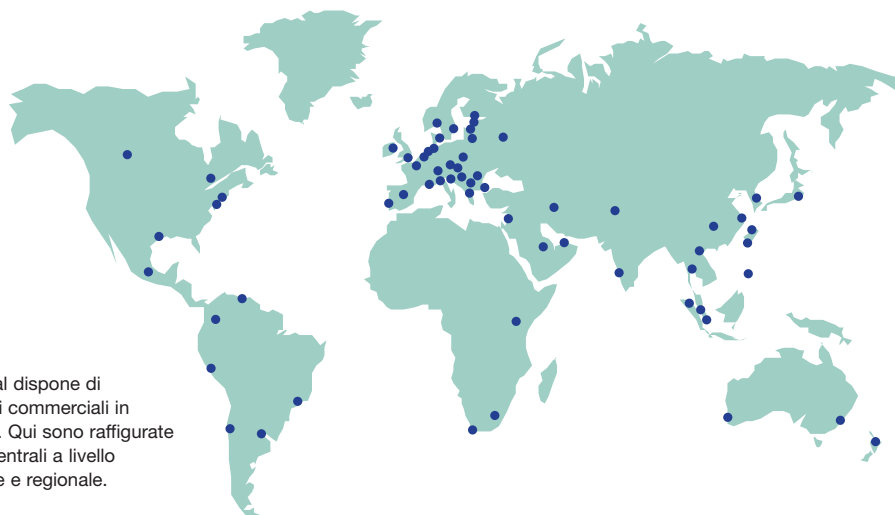 al dispone di
i commerciali in
. Qui sono raffigurate
entrali a livello
e e regionale.